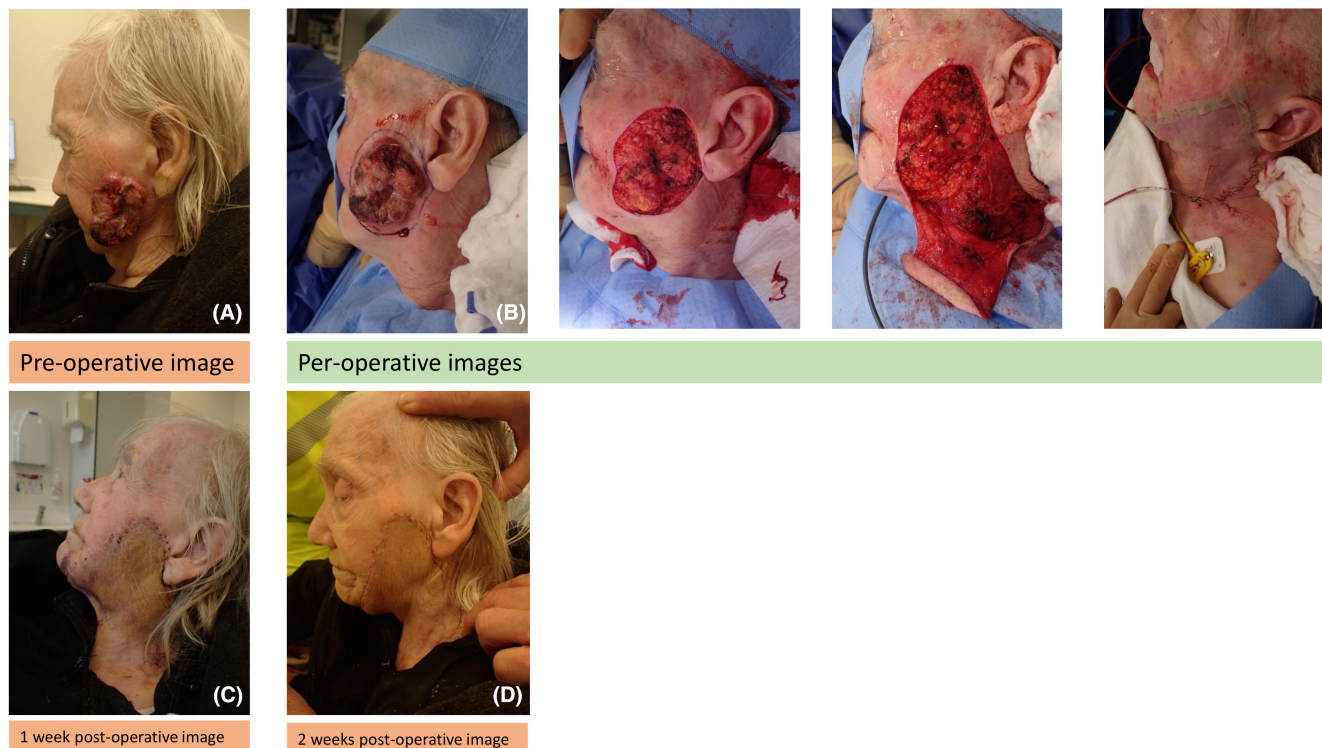 (A)
(B)
Pre-operative image
Per-operative images
(C)
(D)
1 week post-operative image
2 weeks post-operative image